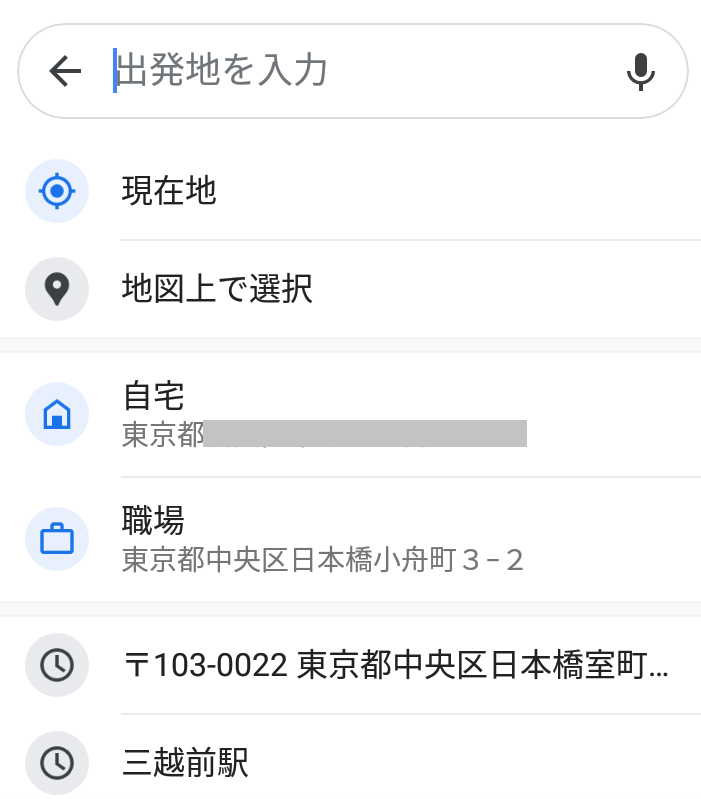 出発地を入力
現在地
地図上で選択
自宅
東京都
職場
東京都中央区日本橋小舟町３−２
〒103-0022 東京都中央区日本橋室町…
三越前駅